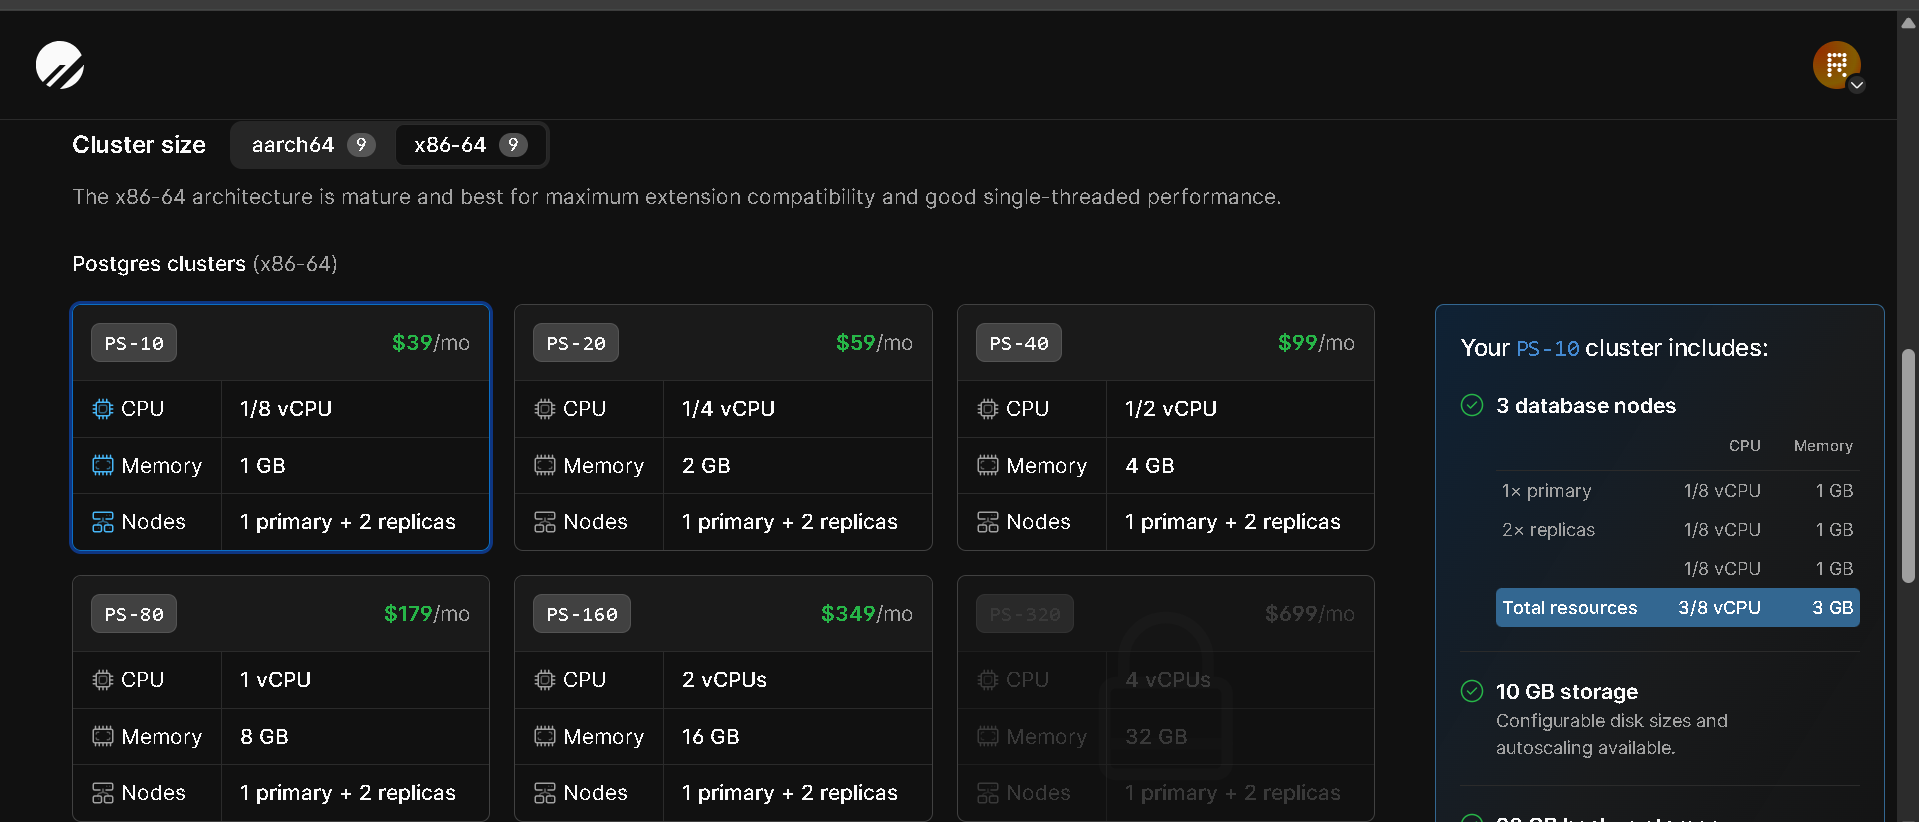 R
Cluster size aarch64 9 x86-64 9
The x86-64 architecture is mature and best for maximum extension compatibility and good single-threaded performance.
Postgres clusters (x86-64)
PS-10 $39/mo
CPU 1/8 vCPU
Memory 1 GB
Nodes 1 primary + 2 replicas
PS-20 $59/mo
CPU 1/4 vCPU
Memory 2 GB
Nodes 1 primary + 2 replicas
PS-40 $99/mo
CPU 1/2 vCPU
Memory 4 GB
Nodes 1 primary + 2 replicas
PS-80 $179/mo
CPU 1 vCPU
Memory 8 GB
Nodes 1 primary + 2 replicas
PS-160 $349/mo
CPU 2 vCPUs
Memory 16 GB
Nodes 1 primary + 2 replicas
PS-320 $699/mo
CPU 4 vCPUs
Memory 32 GB
Nodes 1 primary + 2 replicas
Your PS-10 cluster includes:
3 database nodes
CPU Memory
1× primary 1/8 vCPU 1 GB
2× replicas 1/8 vCPU 1 GB
1/8 vCPU 1 GB
Total resources 3/8 vCPU 3 GB
10 GB storage
Configurable disk sizes and
autoscaling available.